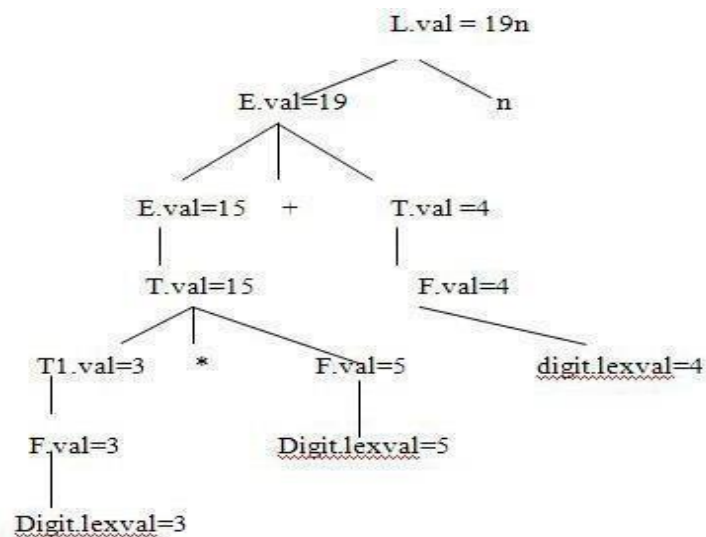 L.val = 19n
E.val=19 n
E.val=15 + T.val =4
T.val=15 F.val=4
T1.val=3 * F.val=5 digit.lexval=4
F.val=3 Digit.lexval=5
Digit.lexval=3